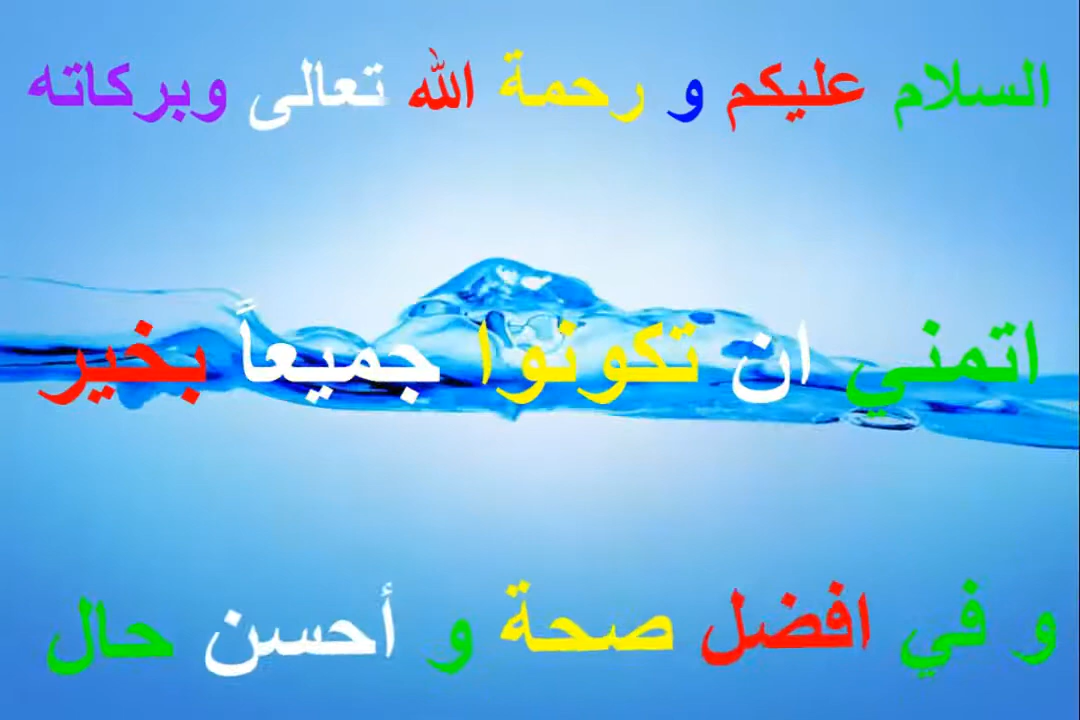 السلام عليكم و رحمة الله تعالى وبركاته
اتمني ان تكونوا جميعاً بخير
و في افضل صحة و أحسن حال